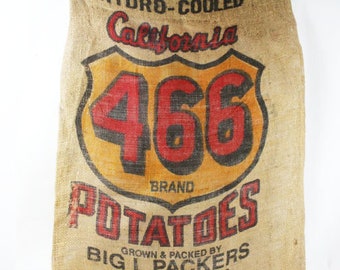 HYDRO-COOLED
California
466
BRAND
POTATOES
GROWN & PACKED BY
BIG L PACKERS